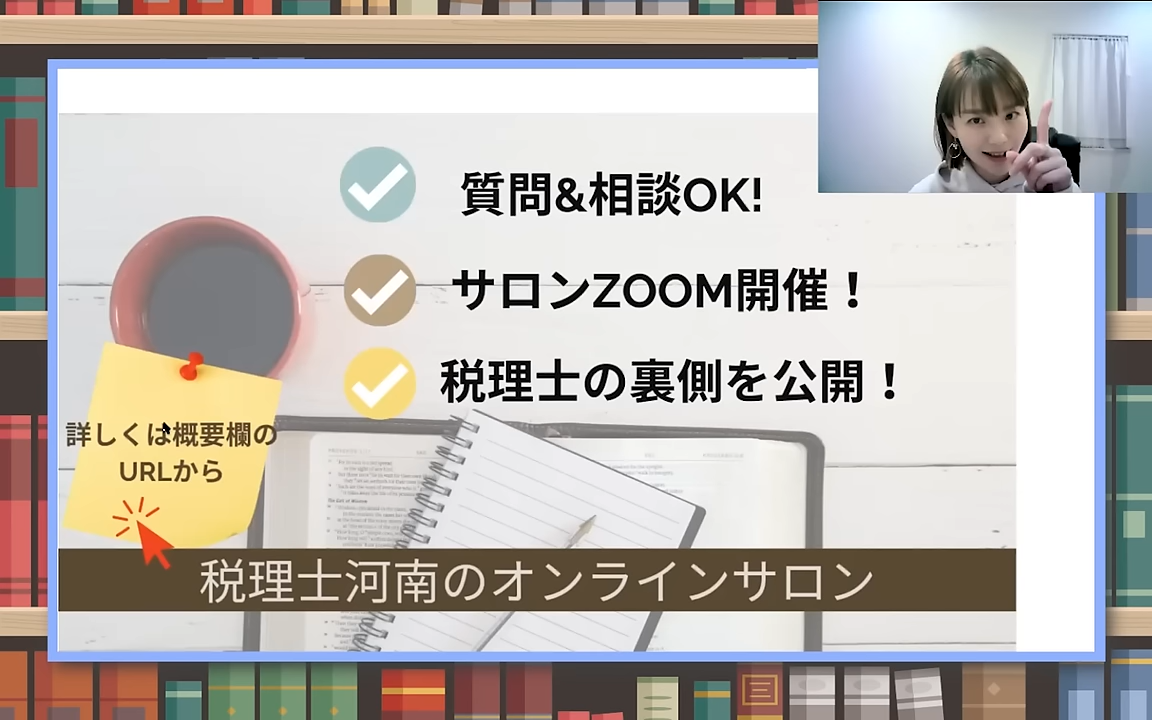 質問&相談OK!
サロンZOOM開催！
税理士の裏側を公開！
詳しくは概要欄の
URLから
税理士河南のオンラインサロン